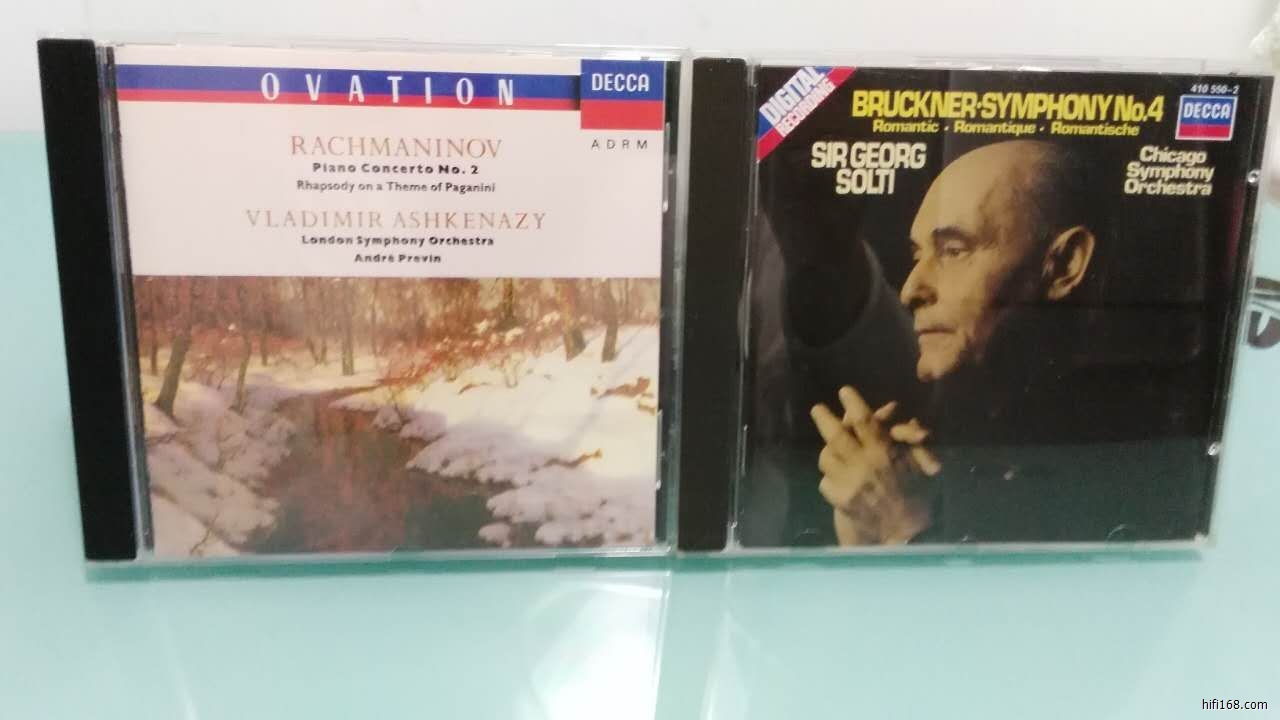 OVATION
DECCA
ADRM
RACHMANINOV
Piano Concerto No. 2
Rhapsody on a Theme of Paganini
VLADIMIR ASHKENAZY
London Symphony Orchestra
André Previn
DIGITAL
RECORDING
410 550-2
BRUCKNER·SYMPHONY No.4
DECCA
Romantic · Romantique · Romantische
SIR GEORG
SOLTI
Chicago
Symphony
Orchestra
hifi168.com